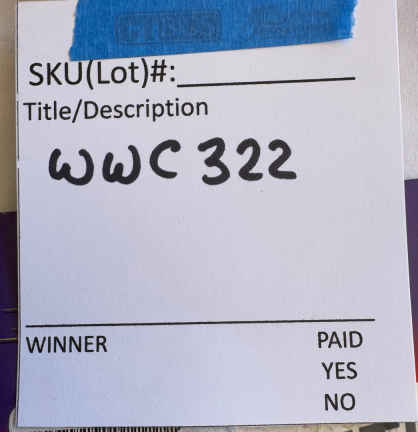 SKU(Lot)#:
Title/Description
WWC 322
WINNER PAID
YES
NO